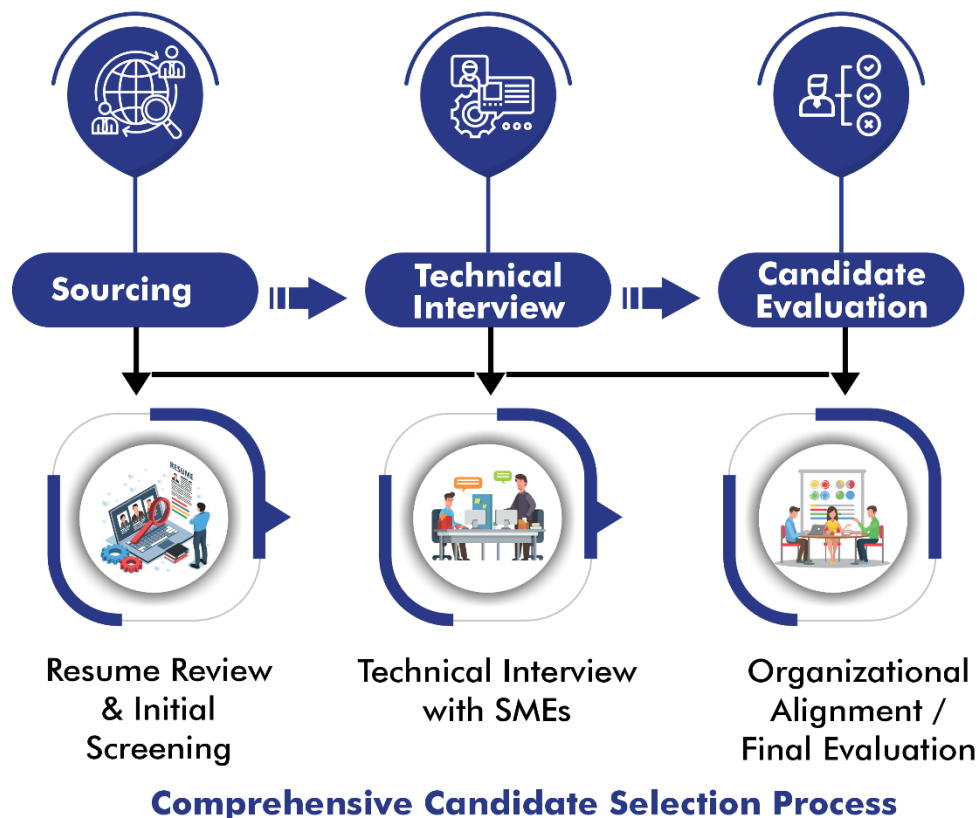 Sourcing
Technical
Interview
Candidate
Evaluation
RESUME
Resume Review
& Initial
Screening
Technical Interview
with SMEs
Organizational
Alignment /
Final Evaluation
Comprehensive Candidate Selection Process